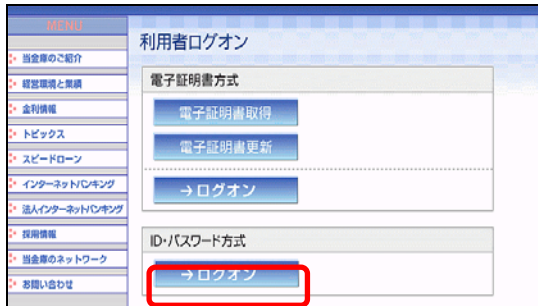 MENU
当金庫のご紹介
経営環境と業績
金利情報
トピックス
スピードローン
インターネットバンキング
法人インターネットバンキング
採用情報
当金庫のネットワーク
お問い合わせ
利用者ログオン
電子証明書方式
電子証明書取得
電子証明書更新
→ログオン
ID・パスワード方式
→ログオン